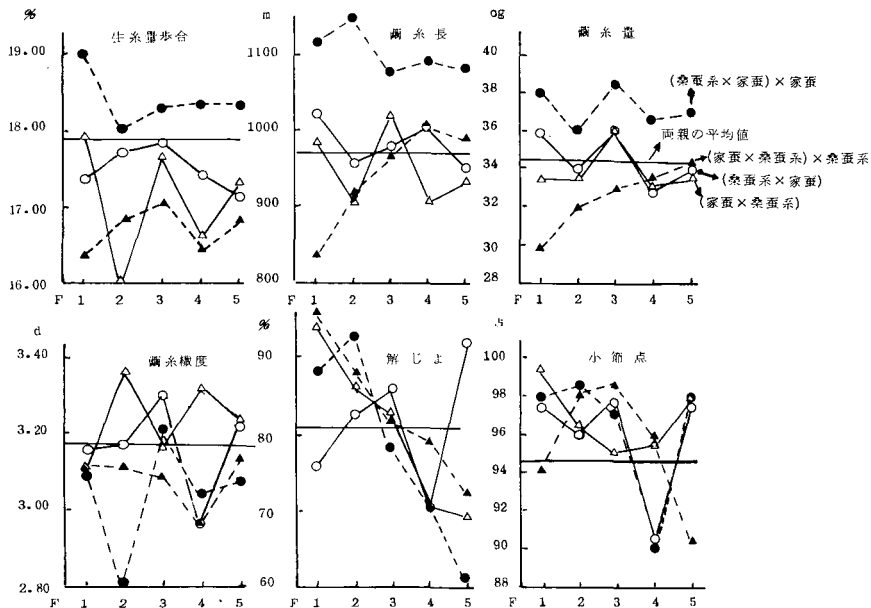 % 生糸量歩合
19.00
18.00
17.00
16.00
F 1 2 3 4 5
m 繭糸長
1100
1000
900
800
F 1 2 3 4 5
cg 繭糸量
40
38
36
34
32
30
28
F 1 2 3 4 5
(桑蚕系×家蚕)×家蚕
両親の平均値
(家蚕×桑蚕系)×桑蚕系
(桑蚕系×家蚕)
(家蚕×桑蚕系)
d 繭糸繊度
3.40
3.20
3.00
2.80
F 1 2 3 4 5
% 解じょ
90
80
70
60
F 1 2 3 4 5
小節点
100
98
96
94
92
90
88
F 1 2 3 4 5